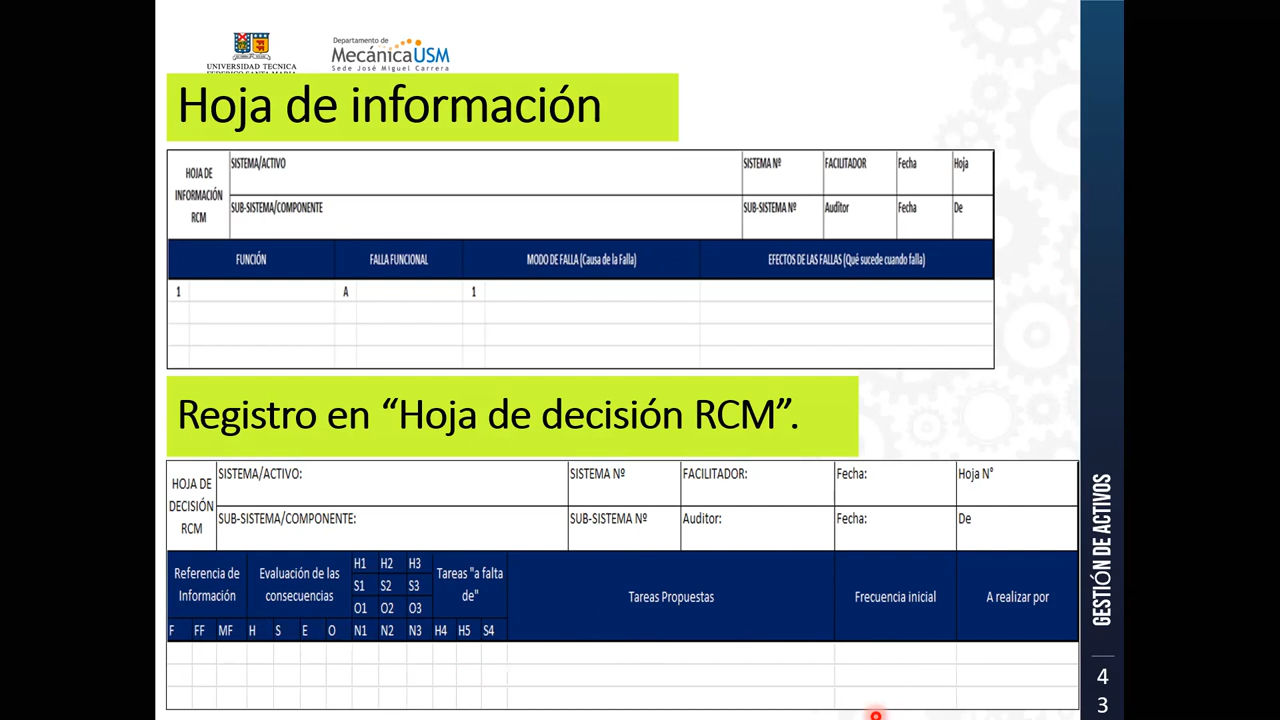 UNIVERSIDAD TECNICA
FEDERICO SANTA MARIA
Departamento de
MecánicaUSM
Sede José Miguel Carrera
Hoja de información
HOJA DE
INFORMACIÓN
RCM
SISTEMA/ACTIVO
SISTEMA Nº
FACILITADOR
Fecha
Hoja
SUB-SISTEMA/COMPONENTE
SUB-SISTEMA Nº
Auditor
Fecha
De
FUNCIÓN
FALLA FUNCIONAL
MODO DE FALLA (Causa de la Falla)
EFECTOS DE LAS FALLAS (Qué sucede cuando falla)
1
A
1
Registro en “Hoja de decisión RCM”.
HOJA DE
DECISIÓN
RCM
SISTEMA/ACTIVO:
SISTEMA Nº
FACILITADOR:
Fecha:
Hoja N°
SUB-SISTEMA/COMPONENTE:
SUB-SISTEMA Nº
Auditor:
Fecha:
De
Referencia de
Información
Evaluación de las
consecuencias
H1 H2 H3
S1 S2 S3
O1 O2 O3
Tareas "a falta
de"
Tareas Propuestas
Frecuencia inicial
A realizar por
F FF MF H S E O N1 N2 N3 H4 H5 S4
GESTIÓN DE ACTIVOS
4
3